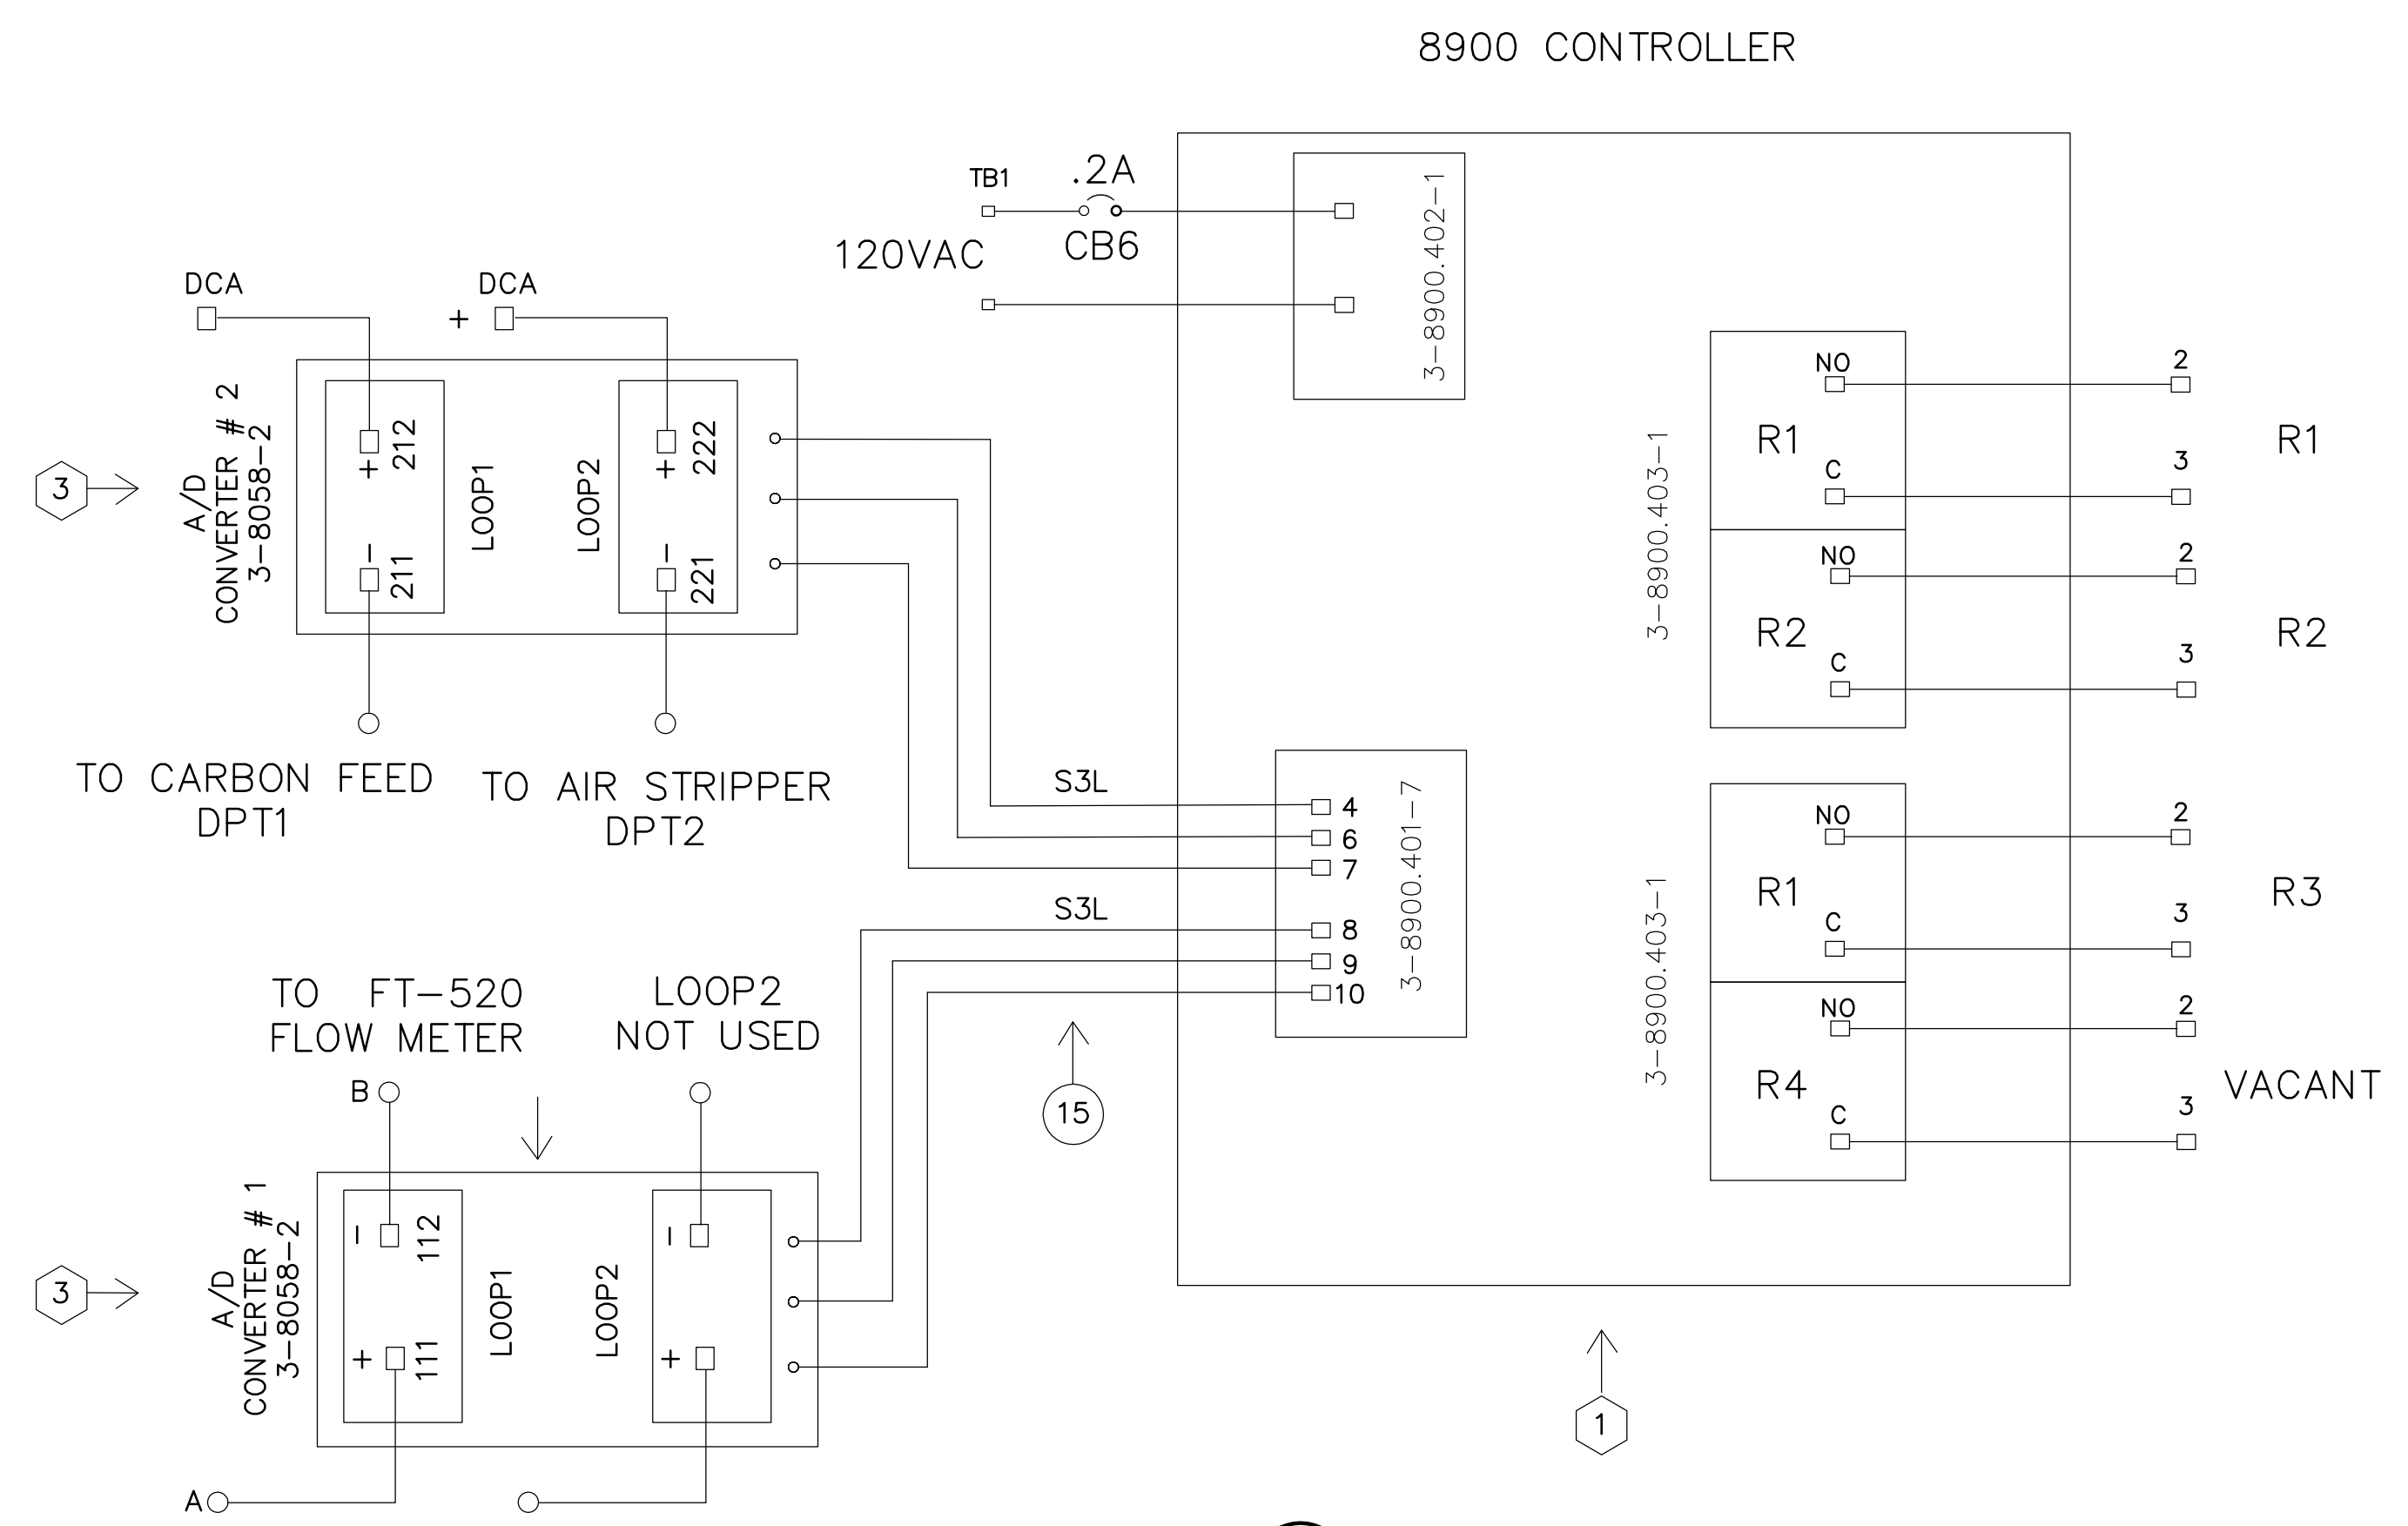 8900 CONTROLLER
TB1
.2A
CB6
120VAC
3-8900.402-1
DCA
+
DCA
3
A/D
CONVERTER # 2
3-8058-2
+
212
-
211
LOOP1
LOOP2
+
222
-
221
TO CARBON FEED
DPT1
TO AIR STRIPPER
DPT2
3-8900.403-1
NO
R1
C
NO
R2
C
2
R1
3
2
R2
3
S3L
4
6
7
S3L
8
9
10
3-8900.401-7
15
3-8900.403-1
NO
R1
C
NO
R4
C
2
R3
3
2
VACANT
3
TO FT-520
FLOW METER
LOOP2
NOT USED
B
3
A/D
CONVERTER # 1
3-8058-2
-
112
+
111
LOOP1
LOOP2
-
+
A
1